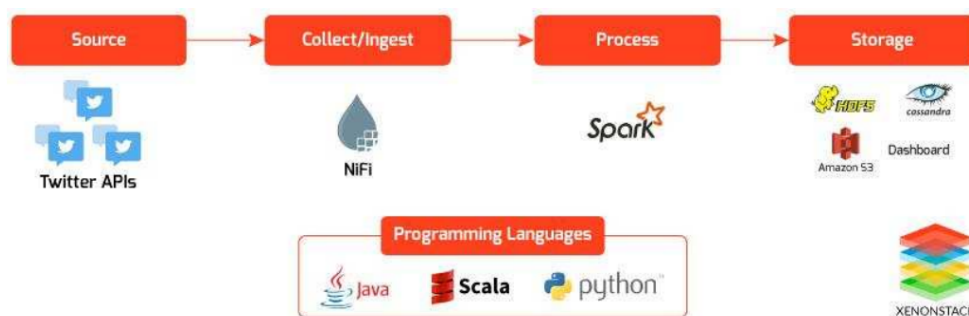 Source
Collect/Ingest
Process
Storage
Twitter APIs
NiFi
Spark
HDFS
cassandra
Amazon S3
Dashboard
Programming Languages
Java
Scala
python
XENONSTACK